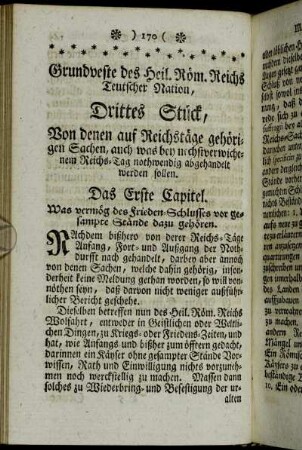 ) 170 (
Grundveste des Heil. Röm. Reichs
Teutscher Nation,
Drittes Stück,
Von denen auf Reichstäge gehöri-
gen Sachen, auch was bey nechstverwiche-
nem Reichs-Tag nothwendig abgehandelt
werden sollen.
Das Erste Capitel.
Was vermög des Frieden-Schlusses vor ge-
sampte Stände dazu gehören.
NAchdem bißhero von derer Reichs-Täge
Anfang, Fort- und Außgang der Noth
durfft nach gehandelt, darbey aber annoch
von denen Sachen, welche dahin gehörig, inson-
derheit keine Meldung gethan worden, so will von-
nöthen seyn, daß darvon nicht weniger ausführ-
licher Bericht geschehe.
Dieselben betreffen nun des Heil. Röm. Reichs
Wolfahrt, entweder in Geistlichen oder Weltli-
chen Dingen, zu Kriegs- oder Friedens-Zeiten, und
hat, wie Anfangs und bißher zum öfftern gedacht,
darinnen ein Käyser ohne gesampter Stände Vor-
wissen, Rath und Einwilligung nichts vorzuneh-
men noch werckstellig zu machen. Massen dann
solches zu Wiederbring- und Befestigung der ur-
alten